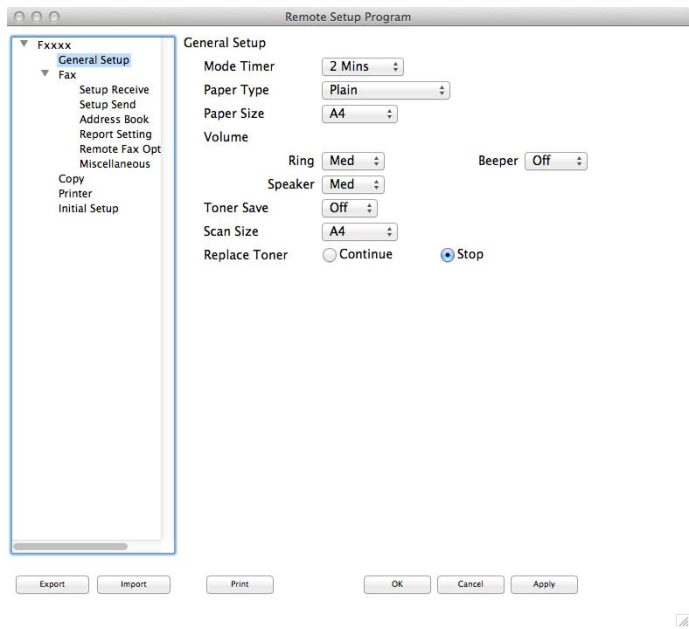 Remote Setup Program
Fxxxx
General Setup
Fax
Setup Receive
Setup Send
Address Book
Report Setting
Remote Fax Opt
Miscellaneous
Copy
Printer
Initial Setup
General Setup
Mode Timer 2 Mins
Paper Type Plain
Paper Size A4
Volume
Ring Med Beeper Off
Speaker Med
Toner Save Off
Scan Size A4
Replace Toner Continue Stop
Export Import Print OK Cancel Apply